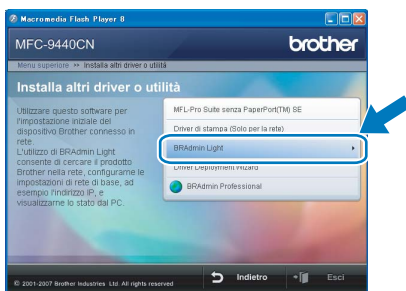 Macromedia Flash Player 8
MFC-9440CN
brother
Menu superiore ›› Installa altri driver o utilità
Installa altri driver o utilità
Utilizzare questo software per
l'impostazione iniziale del
dispositivo Brother connesso in
rete.
L'utilizzo di BRAdmin Light
consente di cercare il prodotto
Brother nella rete, configurarne le
impostazioni di rete di base, ad
esempio l'indirizzo IP, e
visualizzarne lo stato dal PC.
MFL-Pro Suite senza PaperPort(TM) SE
Driver di stampa (Solo per la rete)
BRAdmin Light
Driver Deployment Wizard
BRAdmin Professional
© 2001-2007 Brother Industries Ltd. All rights reserved
Indietro
Esci